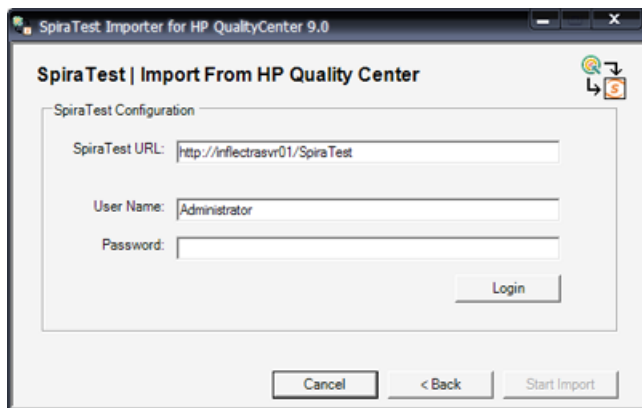 SpiraTest Importer for HP QualityCenter 9.0
SpiraTest | Import From HP Quality Center
SpiraTest Configuration
SpiraTest URL: http://inflectrasvr01/SpiraTest
User Name: Administrator
Password:
Login
Cancel < Back Start Import